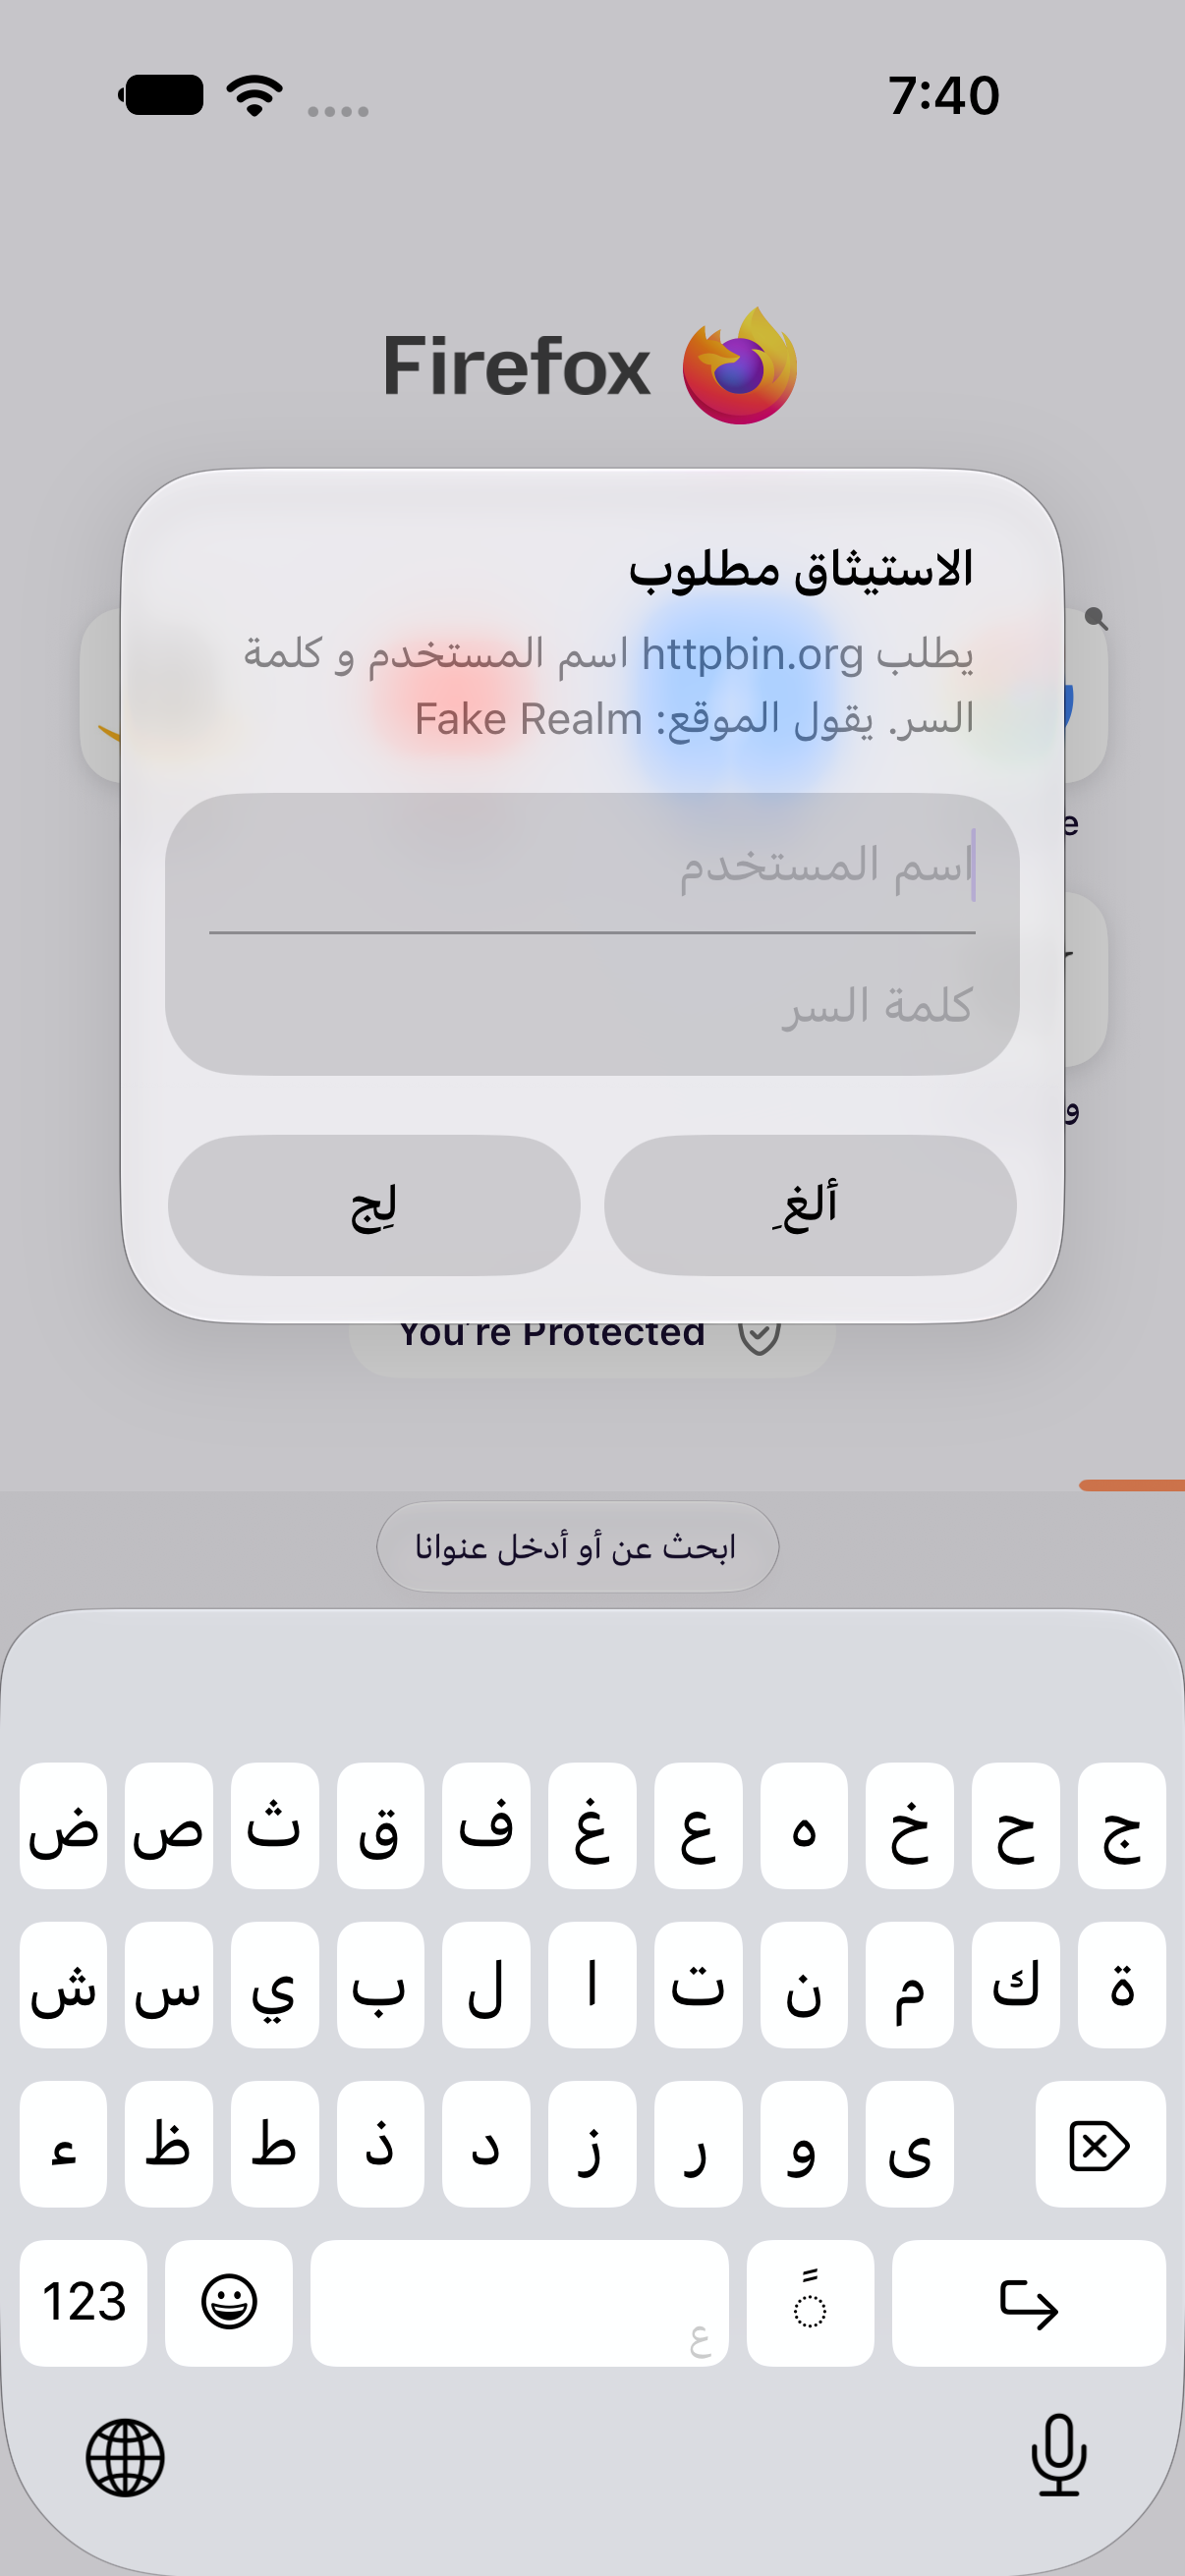 7:40
Firefox
الاستيثاق مطلوب
يطلب httpbin.org اسم المستخدم و كلمة
السر. يقول الموقع: Fake Realm
اسم المستخدم
كلمة السر
ألغِ لِج
You're Protected
ابحث عن أو أدخل عنوانا
ض ص ث ق ف غ ع ه خ ح ج
ش س ي ب ل ا ت ن م ك ة
ء ظ ط ذ د ز ر و ى
123 ع